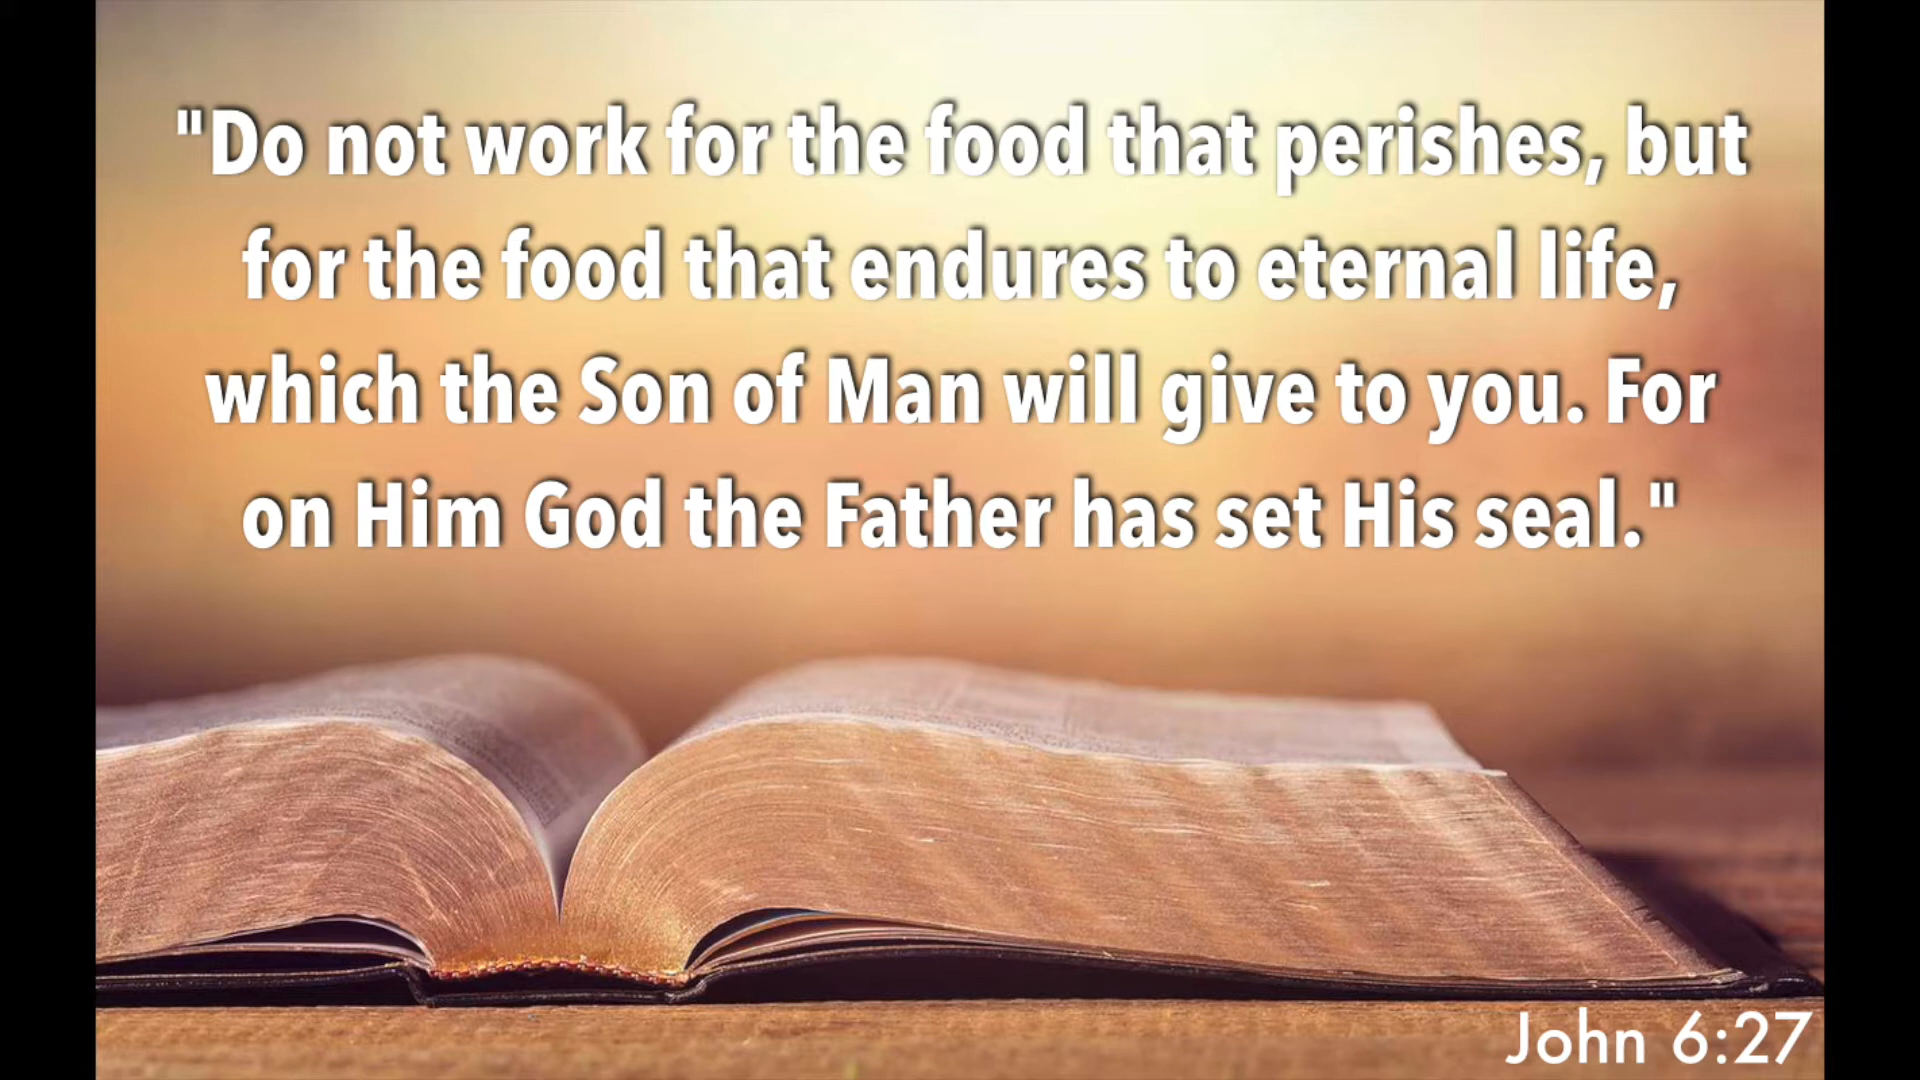 "Do not work for the food that perishes, but
for the food that endures to eternal life,
which the Son of Man will give to you. For
on Him God the Father has set His seal."
John 6:27